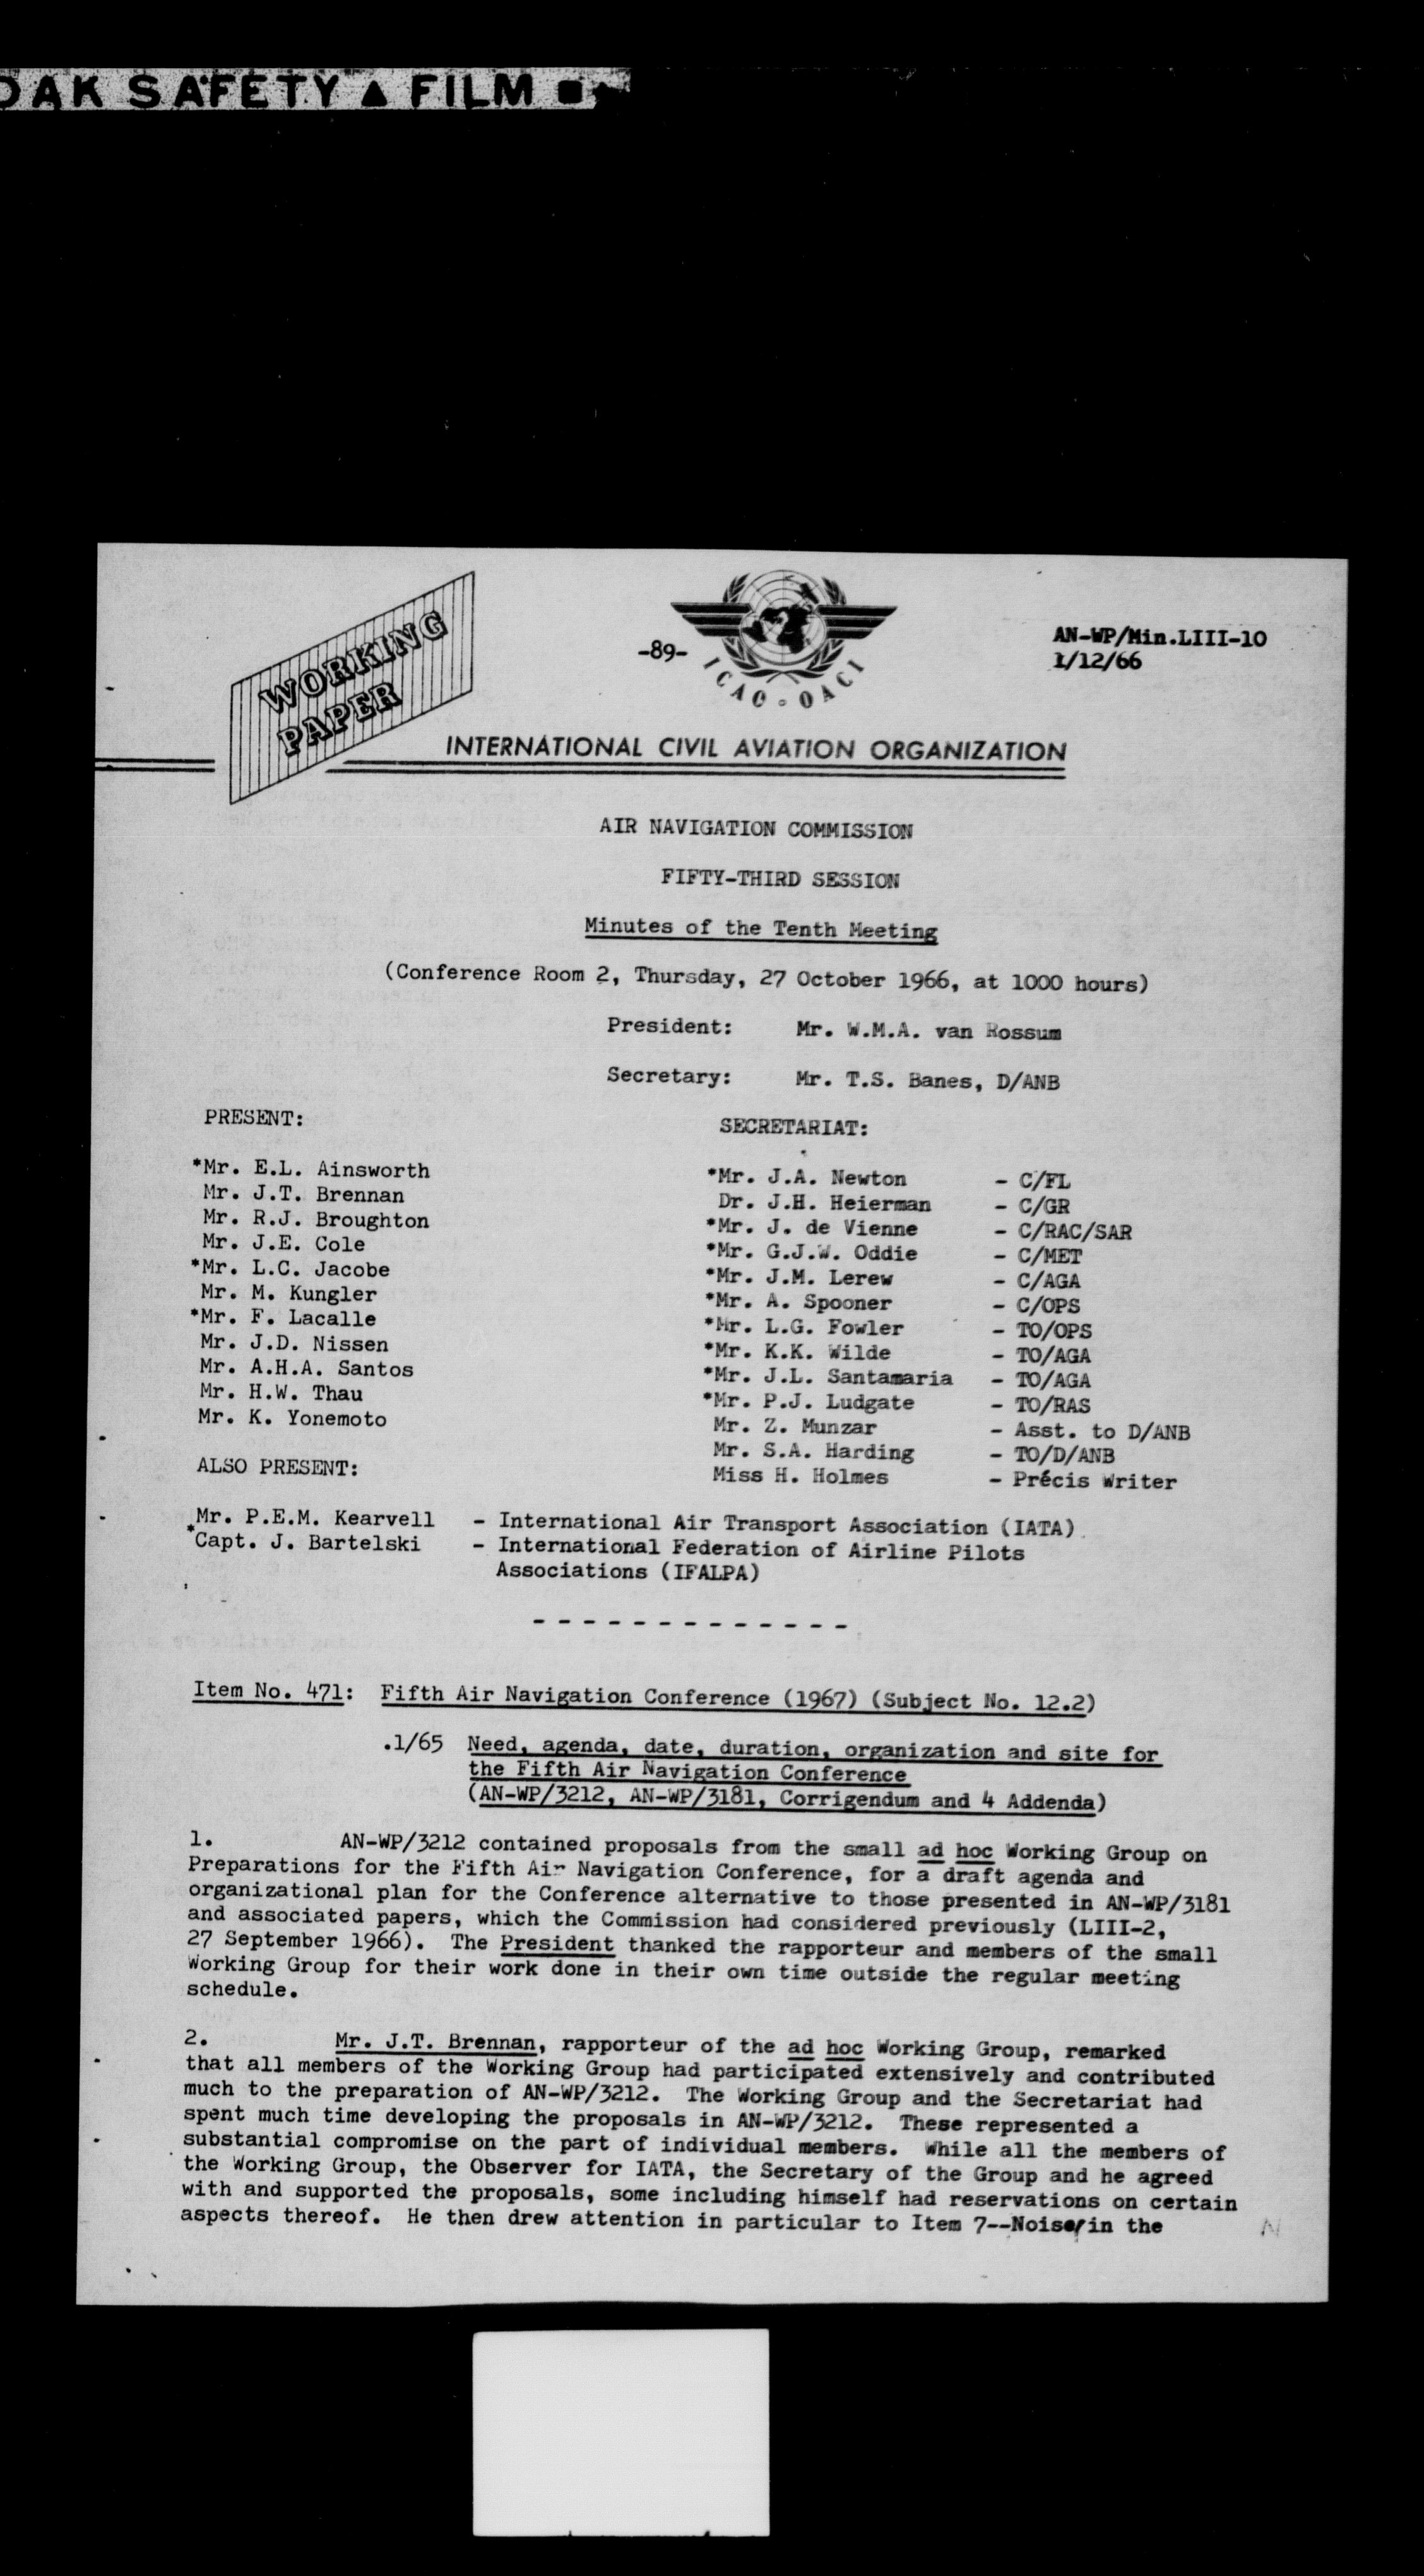 DAK SAFETY ▲ FILM ■
WORKING
PAPER
-89-
ICAO · OACI
AN-WP/Min.LIII-10
1/12/66
INTERNATIONAL CIVIL AVIATION ORGANIZATION
AIR NAVIGATION COMMISSION
FIFTY-THIRD SESSION
Minutes of the Tenth Meeting
(Conference Room 2, Thursday, 27 October 1966, at 1000 hours)
President: Mr. W.M.A. van Rossum
Secretary: Mr. T.S. Banes, D/ANB
PRESENT:
*Mr. E.L. Ainsworth
Mr. J.T. Brennan
Mr. R.J. Broughton
Mr. J.E. Cole
*Mr. L.C. Jacobe
Mr. M. Kungler
*Mr. F. Lacalle
Mr. J.D. Nissen
Mr. A.H.A. Santos
Mr. H.W. Thau
Mr. K. Yonemoto
SECRETARIAT:
*Mr. J.A. Newton - C/FL
Dr. J.H. Heierman - C/GR
*Mr. J. de Vienne - C/RAC/SAR
*Mr. G.J.W. Oddie - C/MET
*Mr. J.M. Lerew - C/AGA
*Mr. A. Spooner - C/OPS
*Mr. L.G. Fowler - TO/OPS
*Mr. K.K. Wilde - TO/AGA
*Mr. J.L. Santamaria - TO/AGA
*Mr. P.J. Ludgate - TO/RAS
Mr. Z. Munzar - Asst. to D/ANB
Mr. S.A. Harding - TO/D/ANB
Miss H. Holmes - Précis Writer
ALSO PRESENT:
Mr. P.E.M. Kearvell - International Air Transport Association (IATA)
*Capt. J. Bartelski - International Federation of Airline Pilots
Associations (IFALPA)
- - - - - - - - - - - - -
Item No. 471: Fifth Air Navigation Conference (1967) (Subject No. 12.2)
.1/65 Need, agenda, date, duration, organization and site for
the Fifth Air Navigation Conference
(AN-WP/3212, AN-WP/3181, Corrigendum and 4 Addenda)
1. AN-WP/3212 contained proposals from the small ad hoc Working Group on
Preparations for the Fifth Air Navigation Conference, for a draft agenda and
organizational plan for the Conference alternative to those presented in AN-WP/3181
and associated papers, which the Commission had considered previously (LIII-2,
27 September 1966). The President thanked the rapporteur and members of the small
Working Group for their work done in their own time outside the regular meeting
schedule.
2. Mr. J.T. Brennan, rapporteur of the ad hoc Working Group, remarked
that all members of the Working Group had participated extensively and contributed
much to the preparation of AN-WP/3212. The Working Group and the Secretariat had
spent much time developing the proposals in AN-WP/3212. These represented a
substantial compromise on the part of individual members. While all the members of
the Working Group, the Observer for IATA, the Secretary of the Group and he agreed
with and supported the proposals, some including himself had reservations on certain
aspects thereof. He then drew attention in particular to Item 7--Noise in the
N